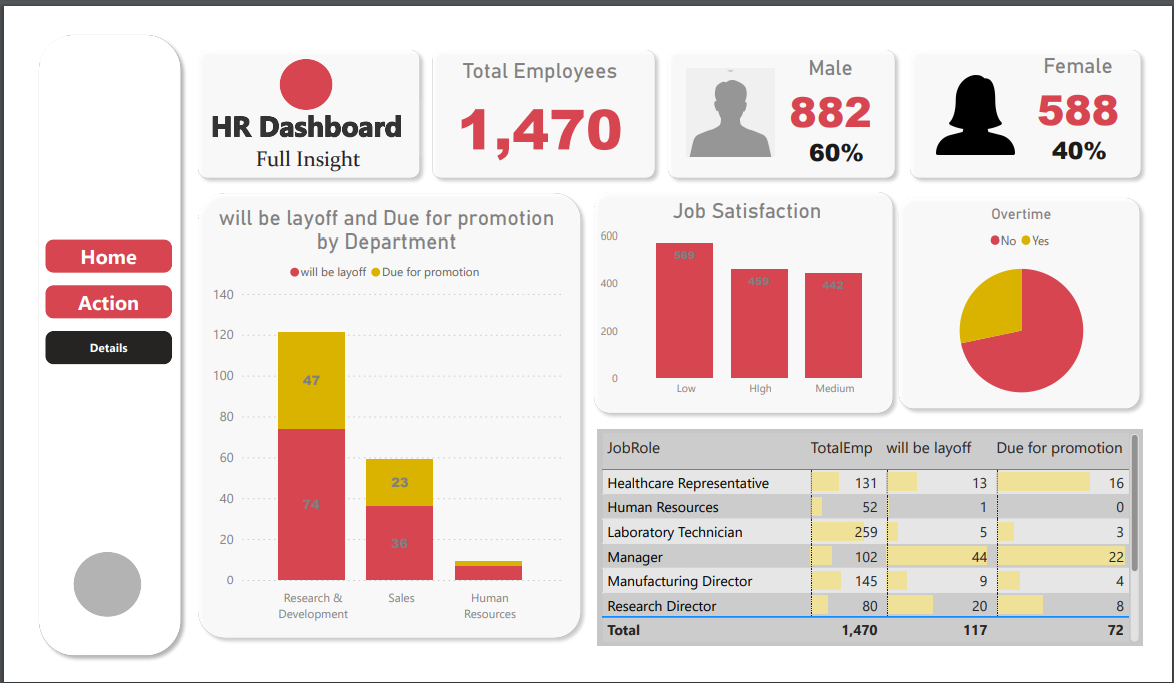 HR Dashboard
Full Insight
Total Employees
1,470
Male
882
60%
Female
588
40%
Home
Action
Details
will be layoff and Due for promotion
by Department
will be layoff Due for promotion
140
120
100
80
60
40
20
0
47
74
23
36
Research &
Development
Sales
Human
Resources
Job Satisfaction
600
400
200
0
569
459
442
Low
HIgh
Medium
Overtime
No Yes
JobRole TotalEmp will be layoff Due for promotion
Healthcare Representative 131 13 16
Human Resources 52 1 0
Laboratory Technician 259 5 3
Manager 102 44 22
Manufacturing Director 145 9 4
Research Director 80 20 8
Total 1,470 117 72